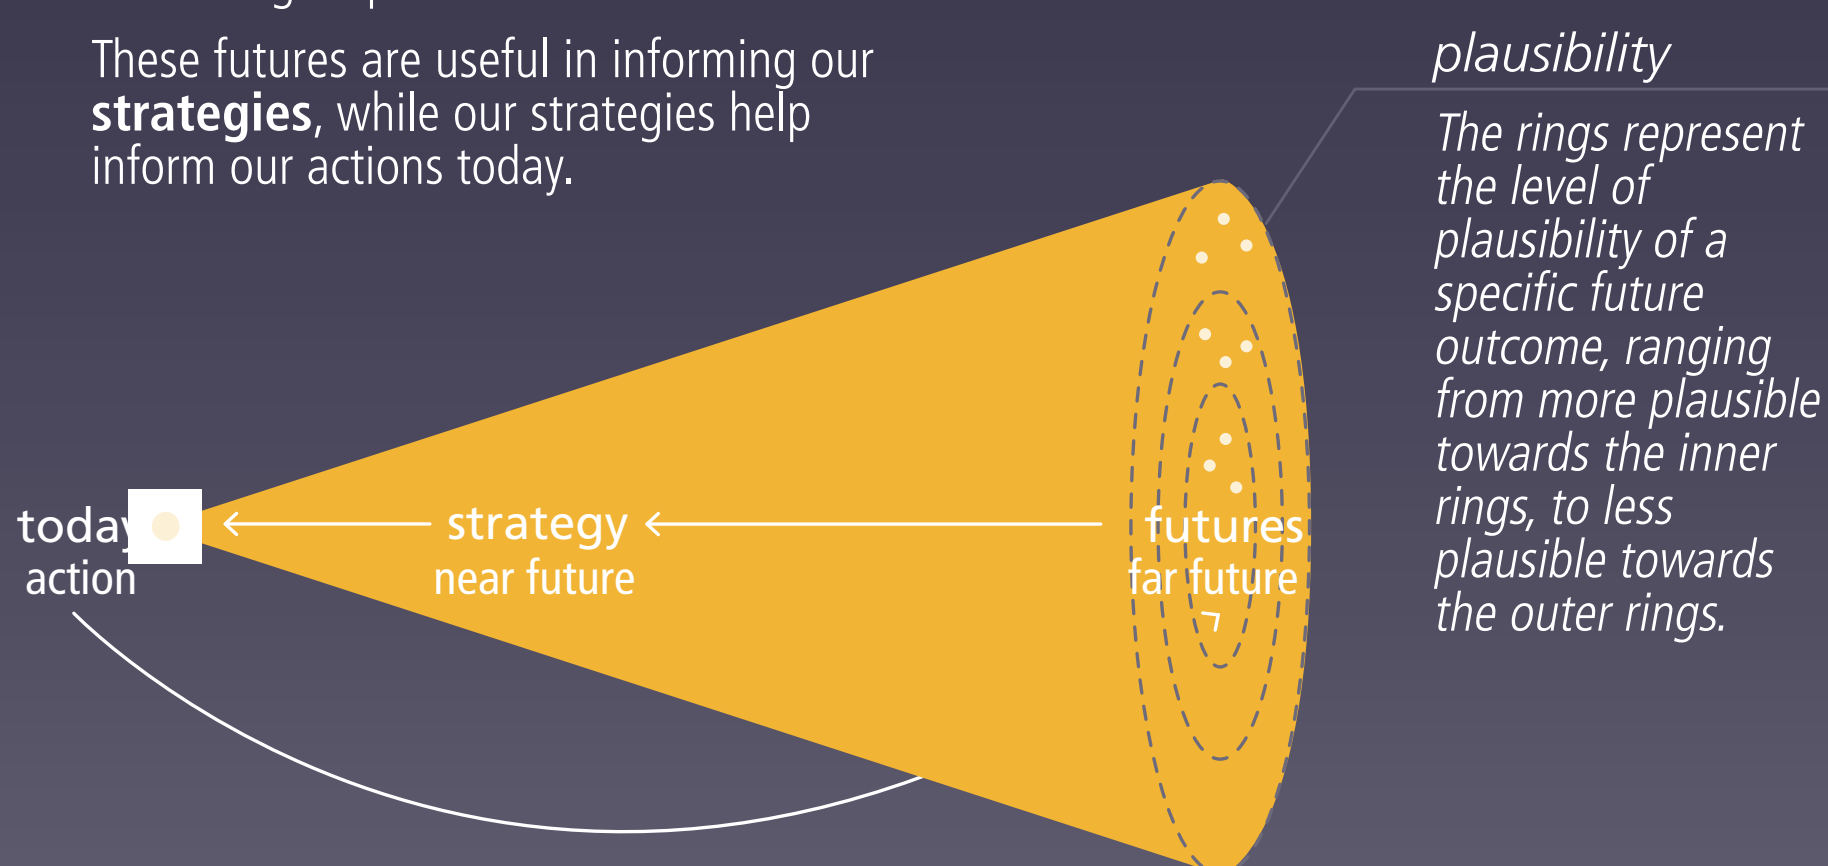 These futures are useful in informing our
strategies, while our strategies help
inform our actions today.
plausibility
The rings represent
the level of
plausibility of a
specific future
outcome, ranging
from more plausible
towards the inner
rings, to less
plausible towards
the outer rings.
today
action
strategy
near future
futures
far future